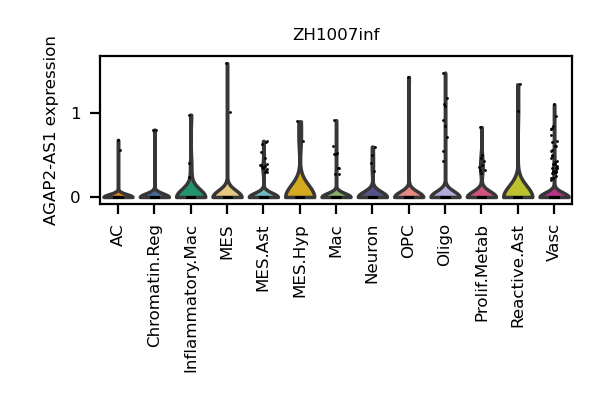 ZH1007inf
AGAP2-AS1 expression
1
0
AC
Chromatin.Reg
Inflammatory.Mac
MES
MES.Ast
MES.Hyp
Mac
Neuron
OPC
Oligo
Prolif.Metab
Reactive.Ast
Vasc